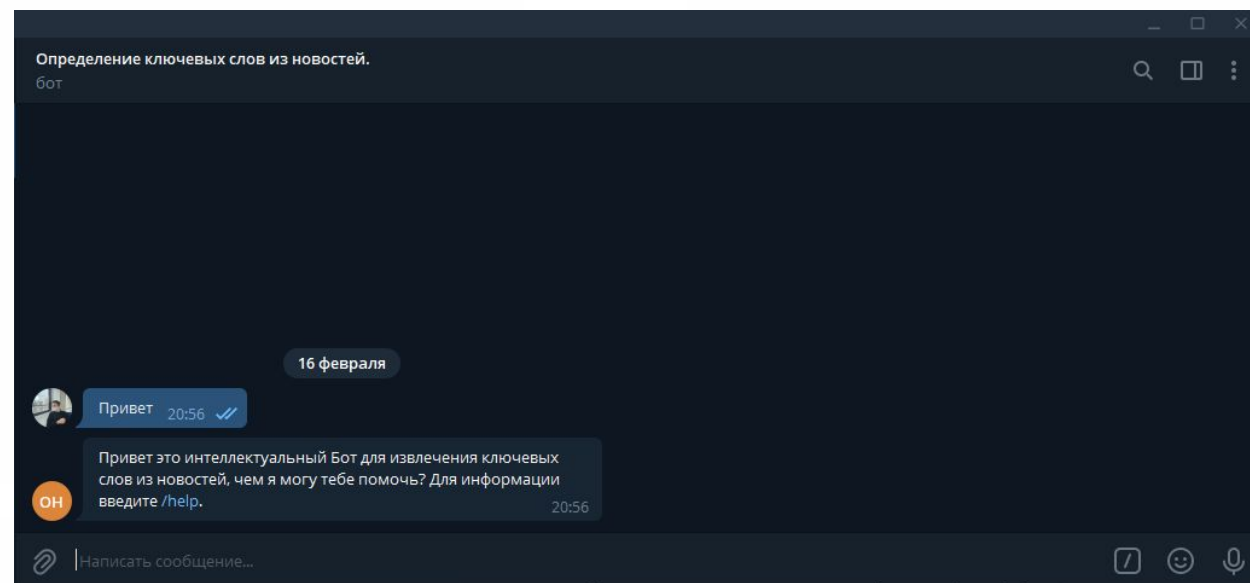 Определение ключевых слов из новостей.
бот
16 февраля
Привет 20:56
Привет это интеллектуальный Бот для извлечения ключевых
слов из новостей, чем я могу тебе помочь? Для информации
введите /help.
20:56
ОН
Написать сообщение...